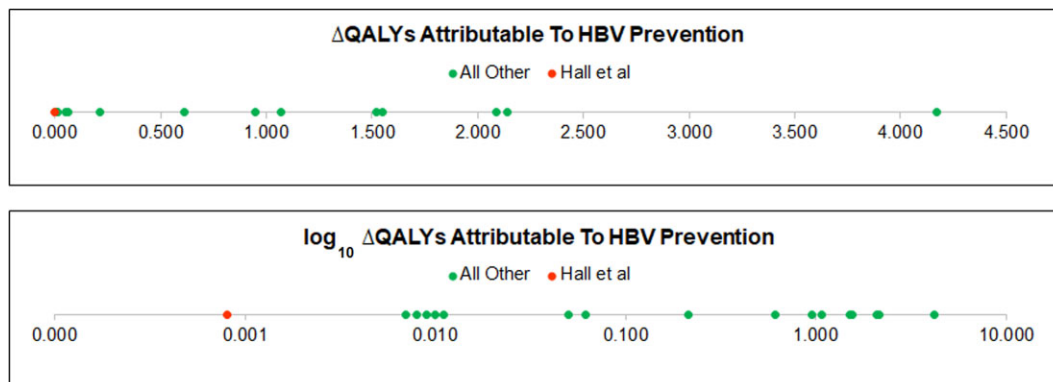 ΔQALYs Attributable To HBV Prevention
All Other Hall et al
0.000 0.500 1.000 1.500 2.000 2.500 3.000 3.500 4.000 4.500
log10 ΔQALYs Attributable To HBV Prevention
All Other Hall et al
0.000 0.001 0.010 0.100 1.000 10.000